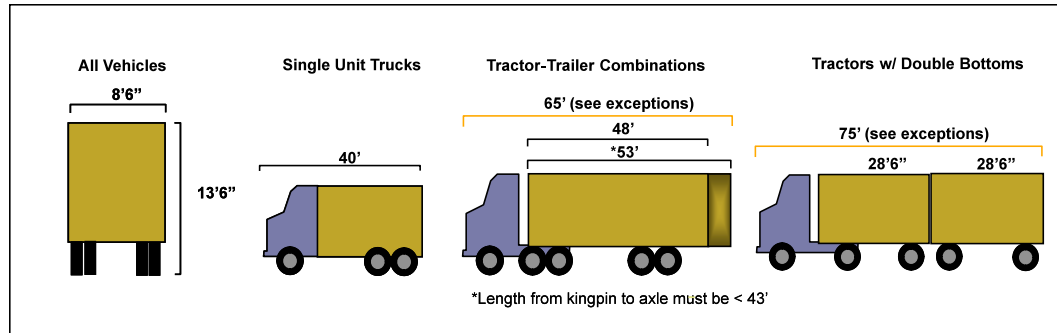 All Vehicles
8’6”
13’6”
Single Unit Trucks
40’
Tractor-Trailer Combinations
65’ (see exceptions)
48’
*53’
*Length from kingpin to axle must be < 43’
Tractors w/ Double Bottoms
75’ (see exceptions)
28’6” 28’6”